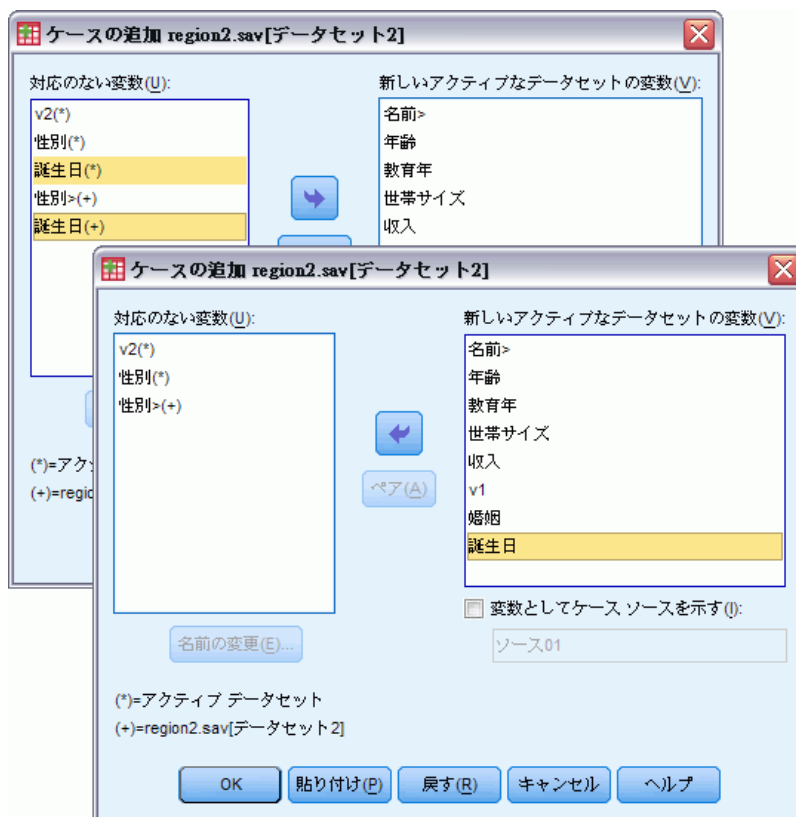 ケースの追加 region2.sav[データセット2]
対応のない変数(U):
新しいアクティブなデータセットの変数(V):
v2(*)
性別(*)
誕生日(*)
性別>(+)
誕生日(+)
名前>
年齢
教育年
世帯サイズ
収入
(*)=アク
(+)=regio
ケースの追加 region2.sav[データセット2]
対応のない変数(U):
新しいアクティブなデータセットの変数(V):
v2(*)
性別(*)
性別>(+)
ペア(A)
名前>
年齢
教育年
世帯サイズ
収入
v1
婚姻
誕生日
変数としてケース ソースを示す(I):
ソース01
名前の変更(E)...
(*)=アクティブ データセット
(+)=region2.sav[データセット2]
OK 貼り付け(P) 戻す(R) キャンセル ヘルプ